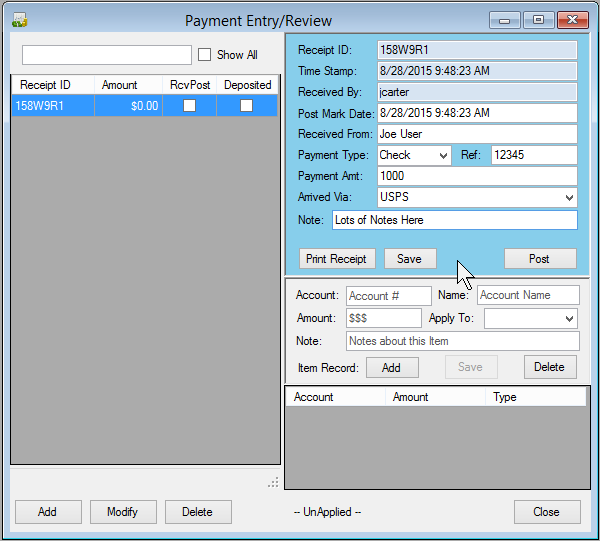 Payment Entry/Review
Show All
Receipt ID Amount RcvPost Deposited
158W9R1 $0.00
Receipt ID: 158W9R1
Time Stamp: 8/28/2015 9:48:23 AM
Received By: jcarter
Post Mark Date: 8/28/2015 9:48:23 AM
Received From: Joe User
Payment Type: Check Ref: 12345
Payment Amt: 1000
Arrived Via: USPS
Note: Lots of Notes Here
Print Receipt Save Post
Account: Account # Name: Account Name
Amount: $$$ Apply To:
Note: Notes about this Item
Item Record: Add Save Delete
Account Amount Type
Add Modify Delete -- UnApplied -- Close